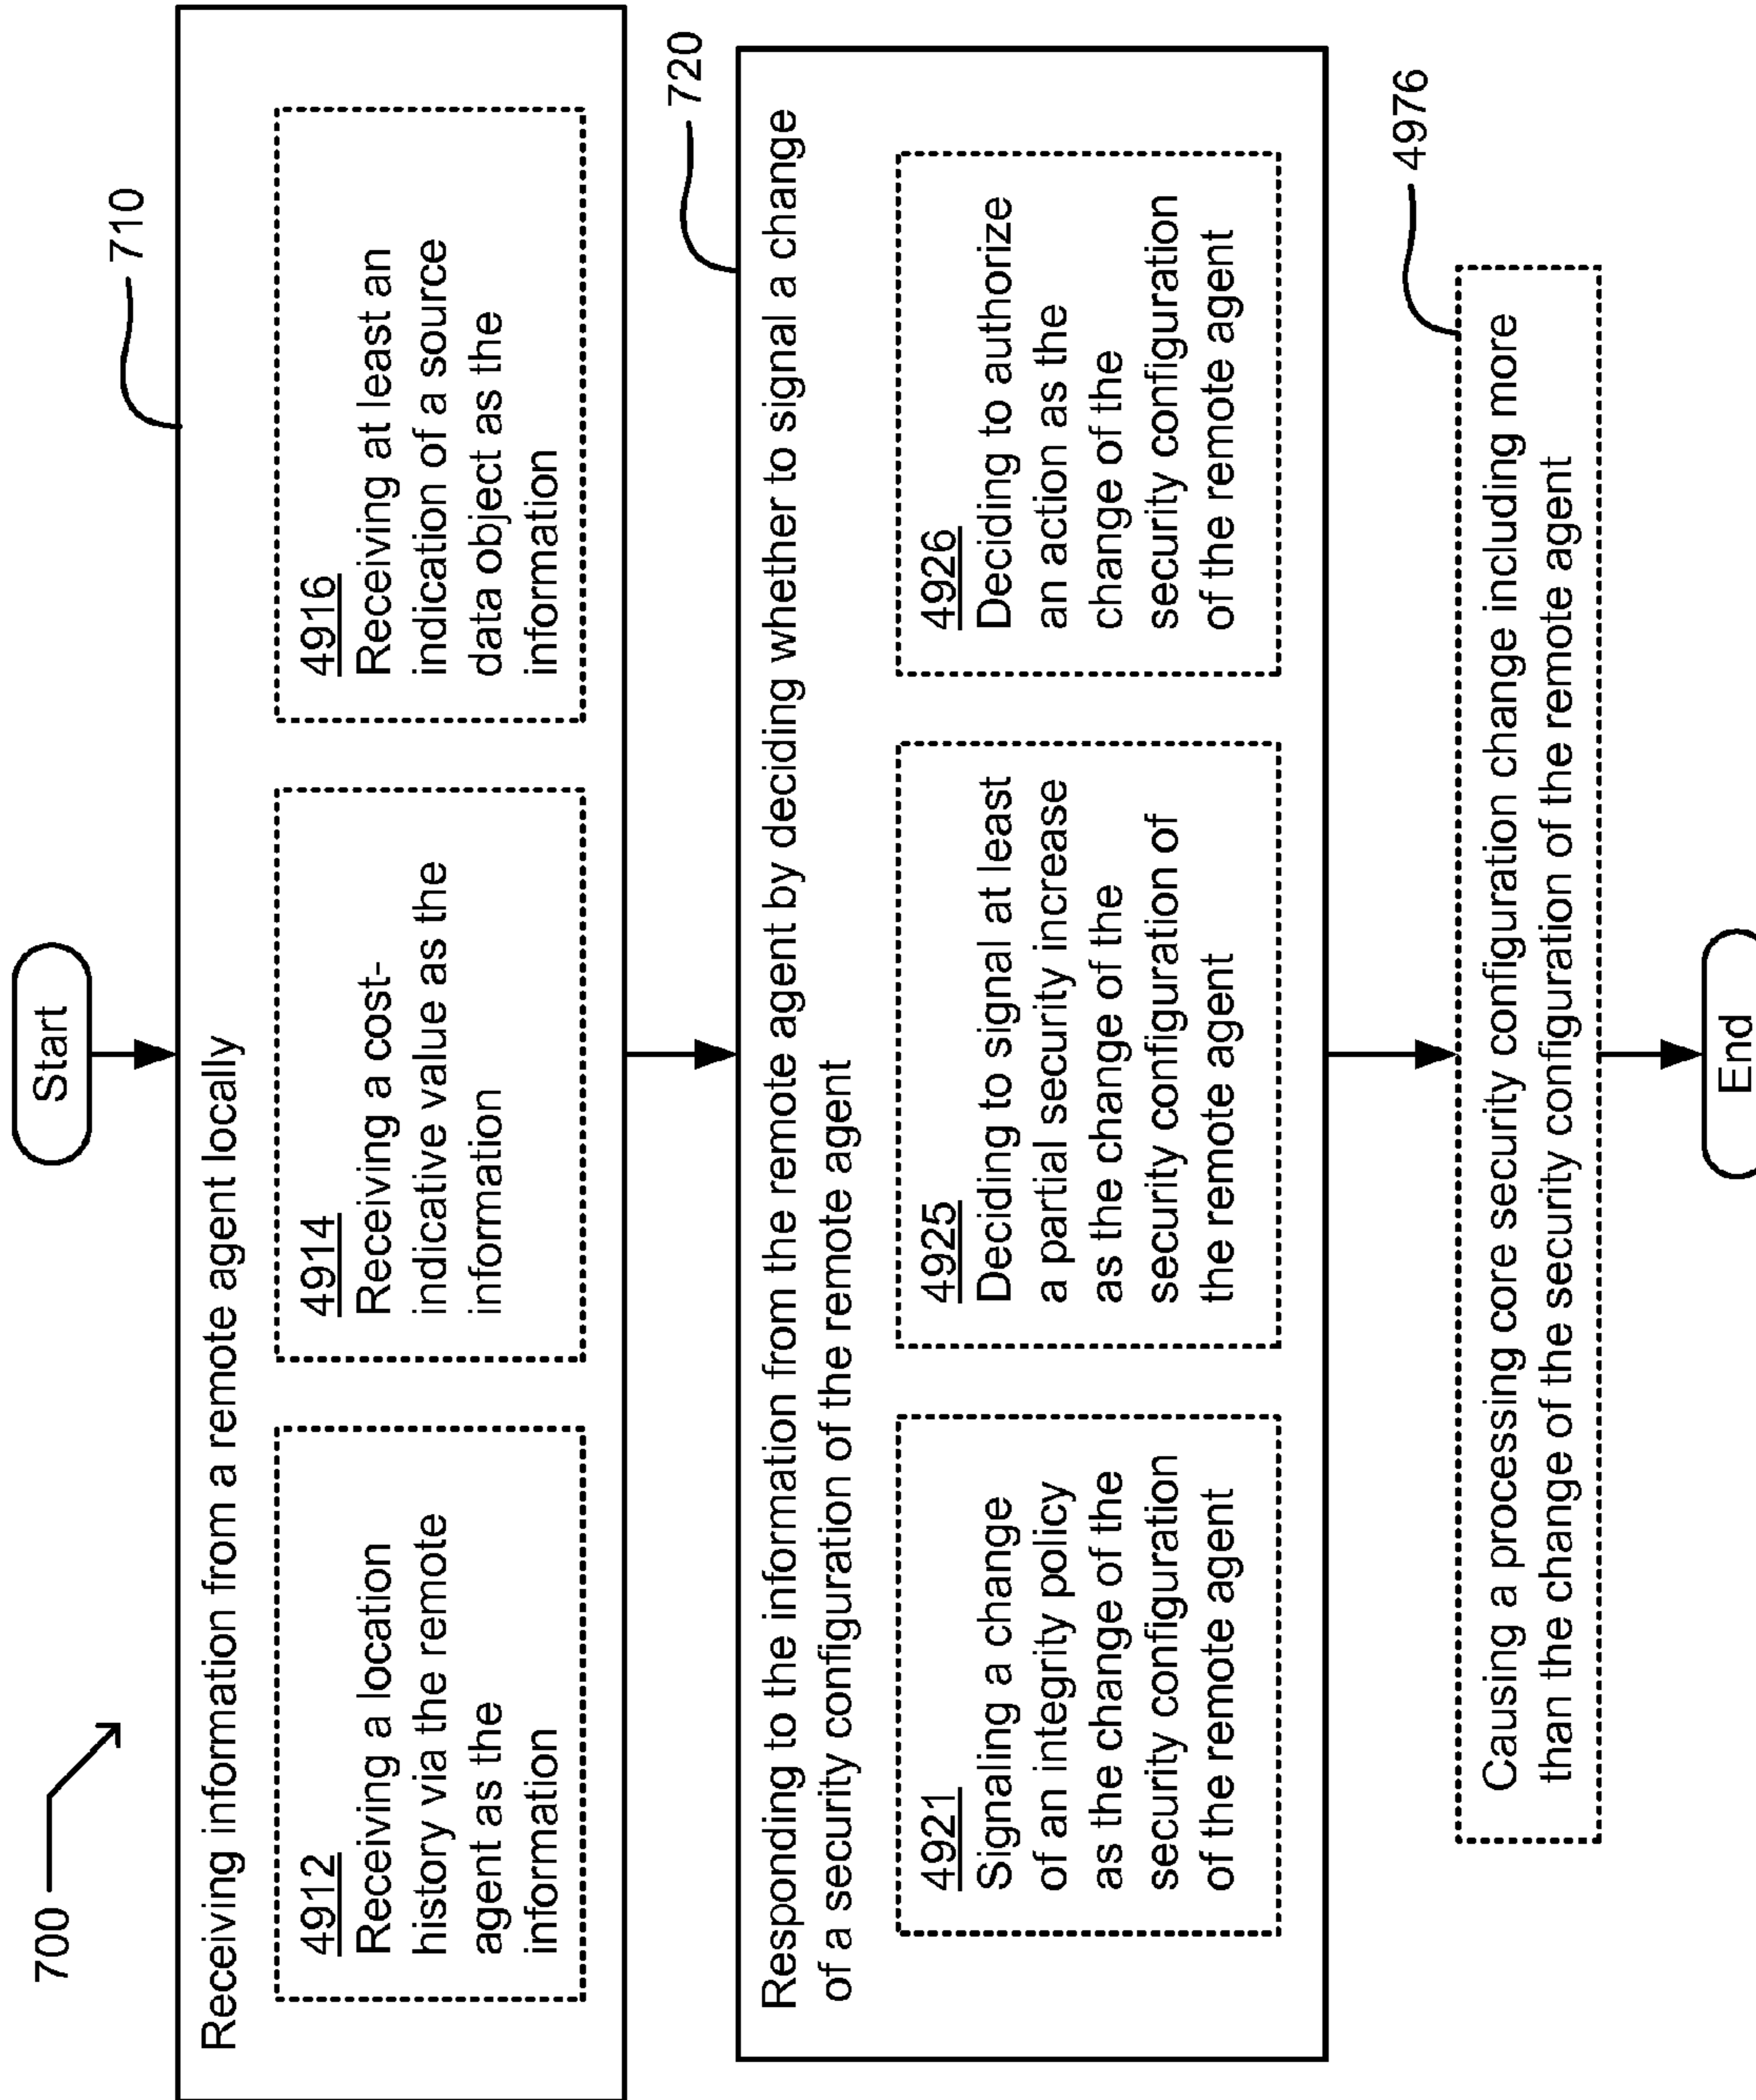 700
Start
710
Receiving information from a remote agent locally
4912
Receiving a location
history via the remote
agent as the
information
4914
Receiving a cost-
indicative value as the
information
4916
Receiving at least an
indication of a source
data object as the
information
720
Responding to the information from the remote agent by deciding whether to signal a change
of a security configuration of the remote agent
4921
Signaling a change
of an integrity policy
as the change of the
security configuration
of the remote agent
4925
Deciding to signal at least
a partial security increase
as the change of the
security configuration of
the remote agent
4926
Deciding to authorize
an action as the
change of the
security configuration
of the remote agent
4976
Causing a processing core security configuration change including more
than the change of the security configuration of the remote agent
End